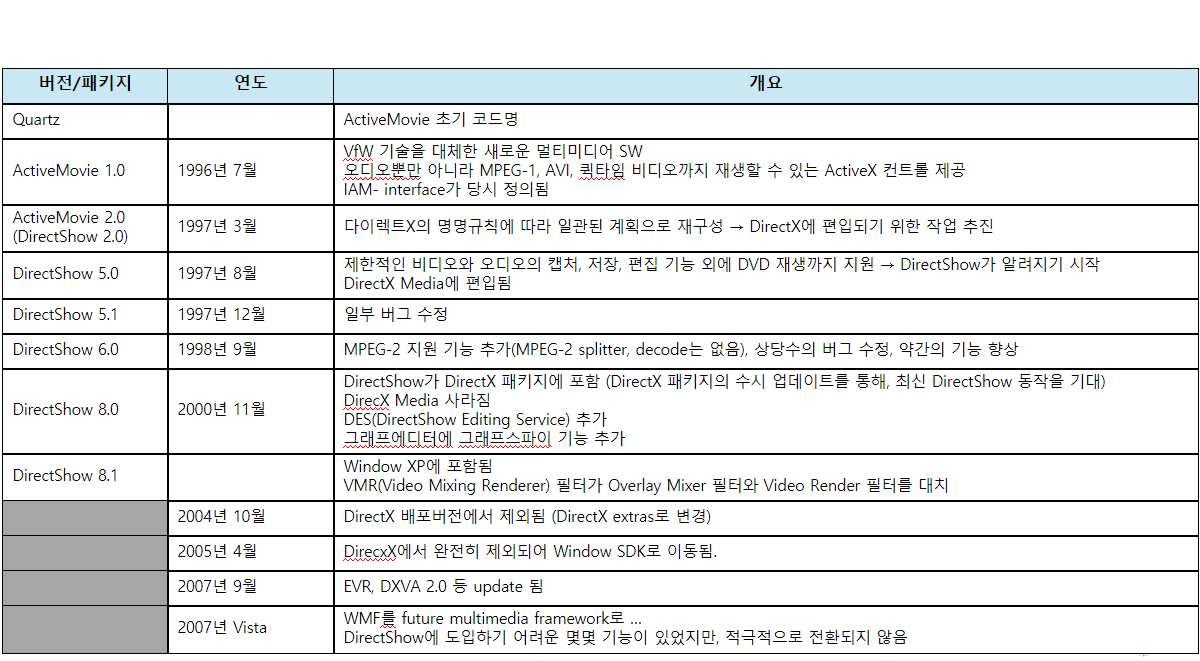 버전/패키지 연도 개요
Quartz ActiveMovie 초기 코드명
ActiveMovie 1.0 1996년 7월 VfW 기술을 대체한 새로운 멀티미디어 SW
오디오뿐만 아니라 MPEG-1, AVI, 퀵타임 비디오까지 재생할 수 있는 ActiveX 컨트롤 제공
IAM- interface가 당시 정의됨
ActiveMovie 2.0
(DirectShow 2.0) 1997년 3월 다이렉트X의 명명규칙에 따라 일관된 계획으로 재구성 → DirectX에 편입되기 위한 작업 추진
DirectShow 5.0 1997년 8월 제한적인 비디오와 오디오의 캡처, 저장, 편집 기능 외에 DVD 재생까지 지원 → DirectShow가 알려지기 시작
DirectX Media에 편입됨
DirectShow 5.1 1997년 12월 일부 버그 수정
DirectShow 6.0 1998년 9월 MPEG-2 지원 기능 추가(MPEG-2 splitter, decode는 없음), 상당수의 버그 수정, 약간의 기능 향상
DirectShow 8.0 2000년 11월 DirectShow가 DirectX 패키지에 포함 (DirectX 패키지의 수시 업데이트를 통해, 최신 DirectShow 동작을 기대)
DirecX Media 사라짐
DES(DirectShow Editing Service) 추가
그래프에디터에 그래프스파이 기능 추가
DirectShow 8.1 Window XP에 포함됨
VMR(Video Mixing Renderer) 필터가 Overlay Mixer 필터와 Video Render 필터를 대치
2004년 10월 DirectX 배포버전에서 제외됨 (DirectX extras로 변경)
2005년 4월 DirecxX에서 완전히 제외되어 Window SDK로 이동됨.
2007년 9월 EVR, DXVA 2.0 등 update 됨
2007년 Vista WMF를 future multimedia framework로 ...
DirectShow에 도입하기 어려운 몇몇 기능이 있었지만, 적극적으로 전환되지 않음